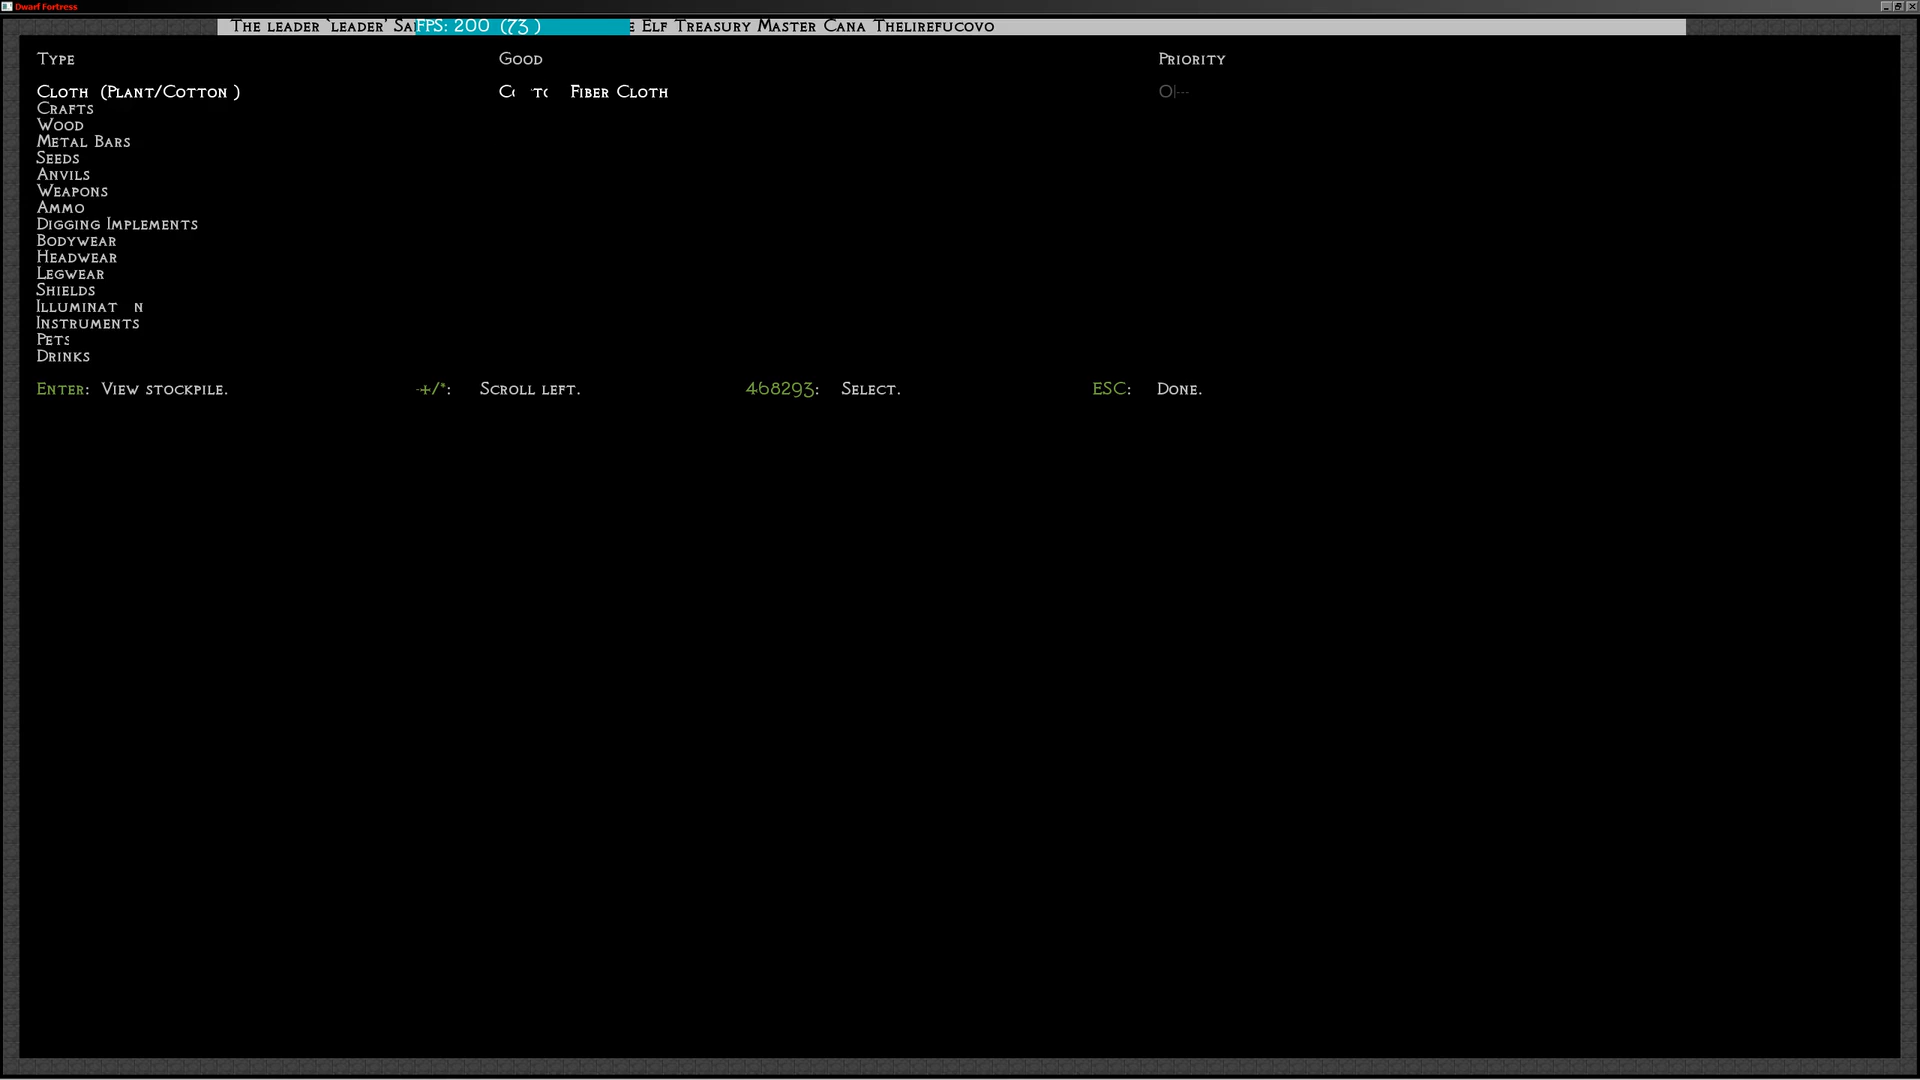 Dwarf Fortress
The leader `leader' Sa FPS: 200 (73 ) e Elf Treasury Master Cana Thelirefucovo
Type Good Priority
Cloth (Plant/Cotton ) Fiber Cloth O|---
Crafts
Wood
Metal Bars
Seeds
Anvils
Weapons
Ammo
Digging Implements
Bodywear
Headwear
Legwear
Shields
Illuminat n
Instruments
Pets
Drinks
Enter: View stockpile. -+/*: Scroll left. 468293: Select. ESC: Done.